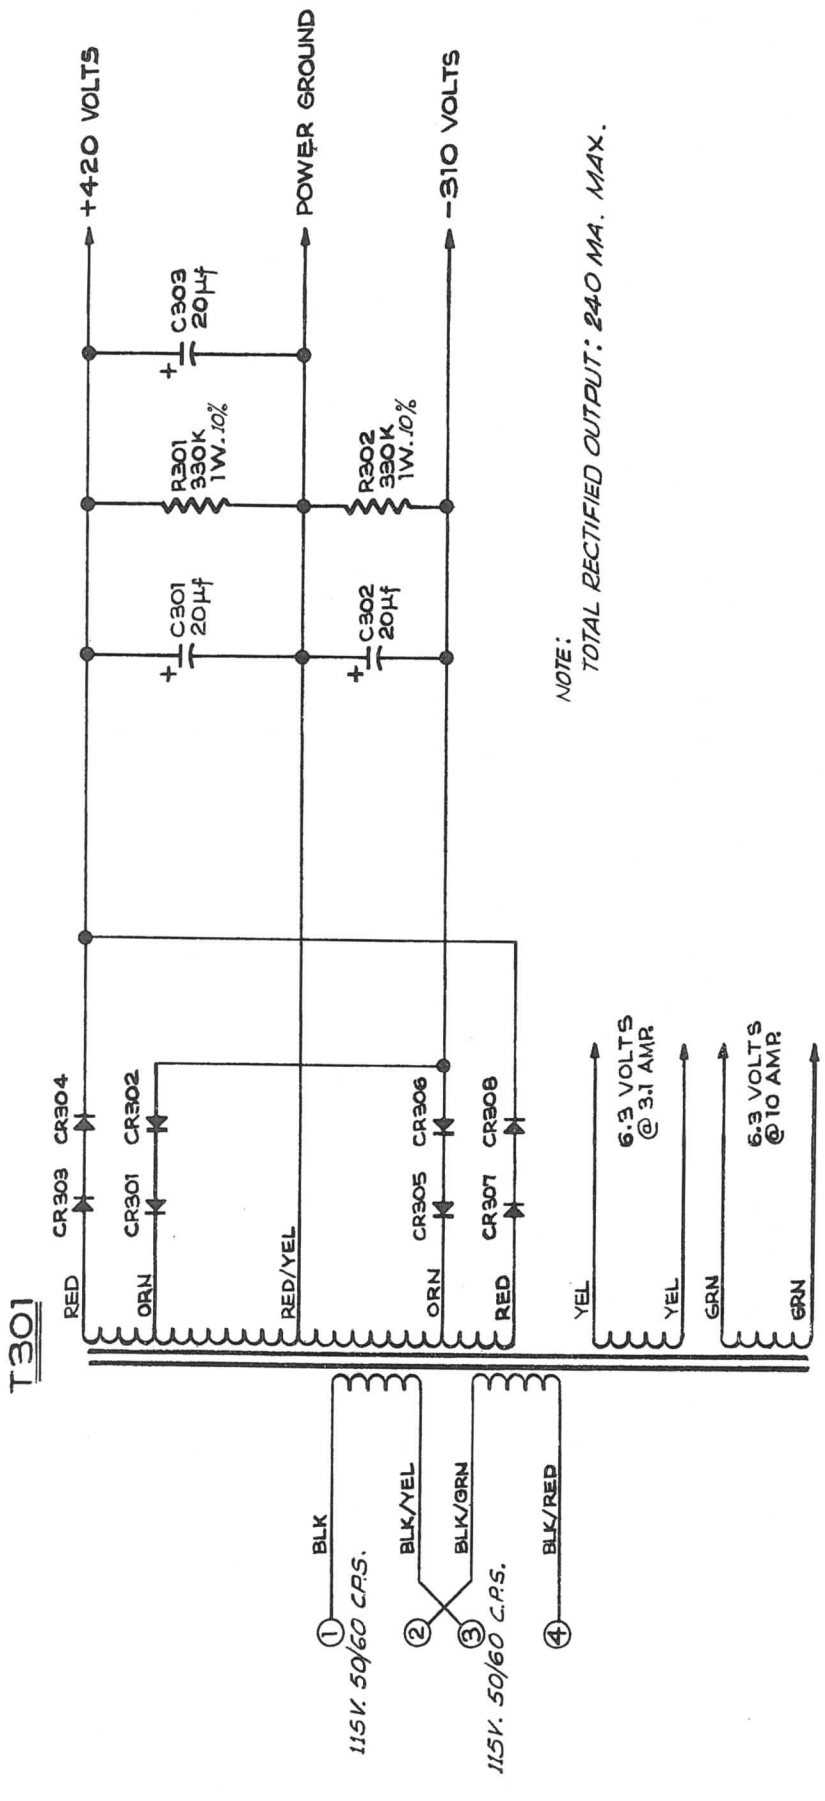 T301
RED
CR303
CR304
ORN
CR301
CR302
RED/YEL
ORN
CR305
CR306
RED
CR307
CR308
YEL
YEL
6.3 VOLTS
@ 3.1 AMP.
GRN
GRN
6.3 VOLTS
@ 10 AMP.
①
BLK
115V. 50/60 C.P.S.
②
BLK/YEL
③
BLK/GRN
115V. 50/60 C.P.S.
④
BLK/RED
C301
20µf
C302
20µf
R301
330K
1W. 10%
R302
330K
1W. 10%
C303
20µf
+
+
+
+420 VOLTS
POWER GROUND
-310 VOLTS
NOTE:
TOTAL RECTIFIED OUTPUT: 240 MA. MAX.